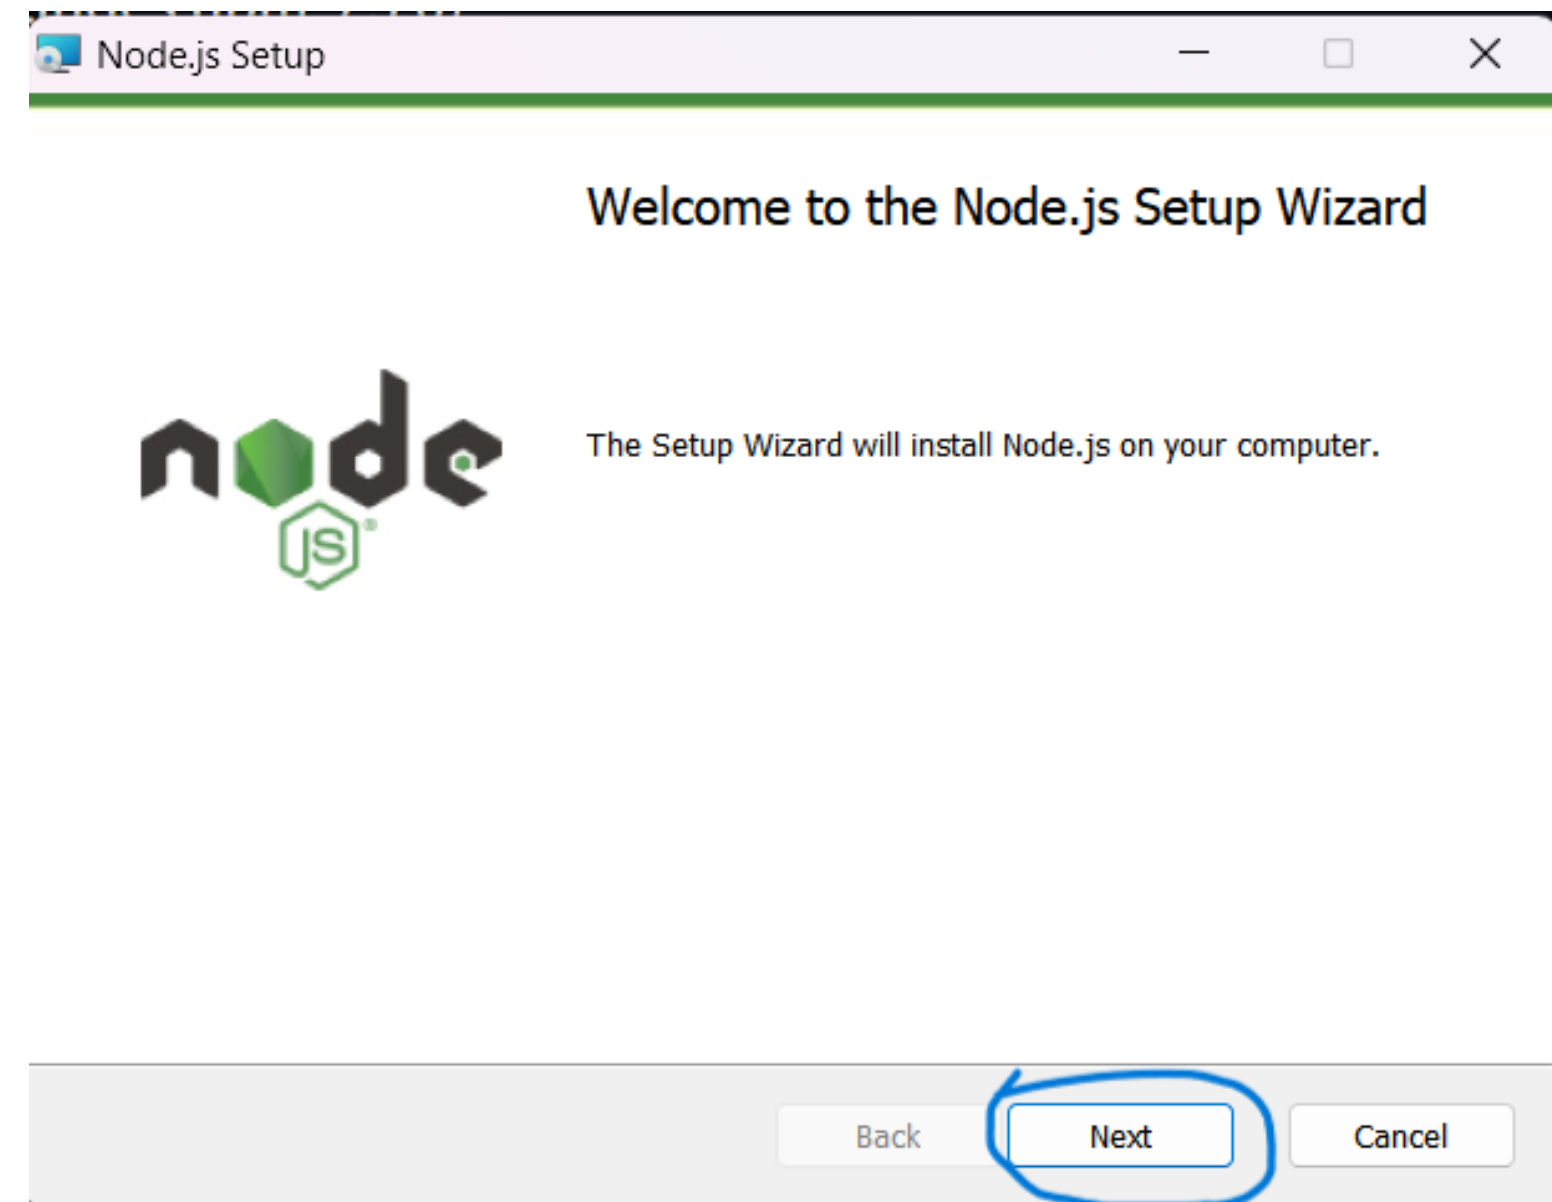 Node.js Setup
Welcome to the Node.js Setup Wizard
node
JS®
The Setup Wizard will install Node.js on your computer.
Back
Next
Cancel